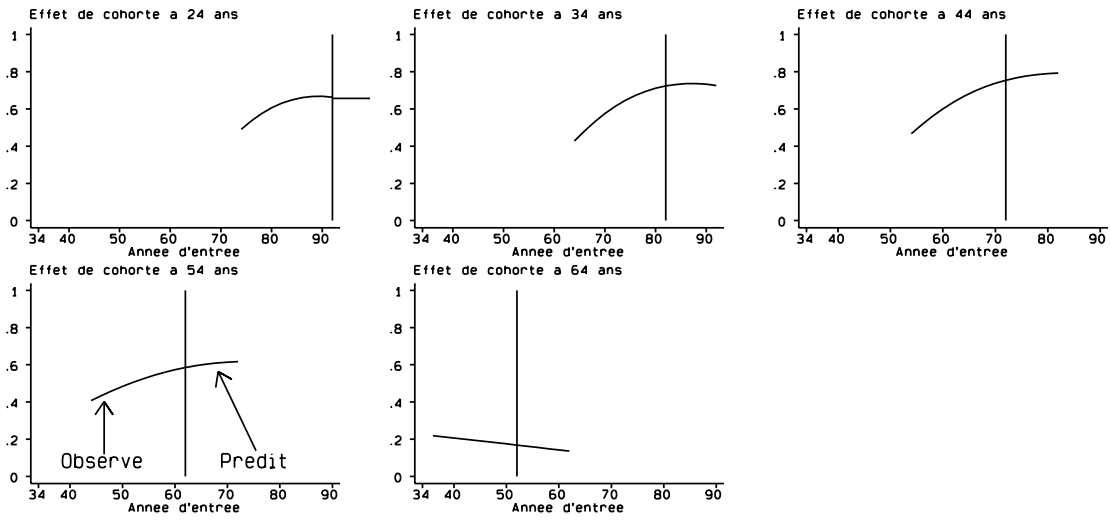 Effet de cohorte a 24 ans
1
.8
.6
.4
.2
0
34 40 50 60 70 80 90
Annee d'entree
Effet de cohorte a 34 ans
1
.8
.6
.4
.2
0
34 40 50 60 70 80 90
Annee d'entree
Effet de cohorte a 44 ans
1
.8
.6
.4
.2
0
34 40 50 60 70 80 90
Annee d'entree
Effet de cohorte a 54 ans
1
.8
.6
.4
.2
0
Observe
Predit
34 40 50 60 70 80 90
Annee d'entree
Effet de cohorte a 64 ans
1
.8
.6
.4
.2
0
34 40 50 60 70 80 90
Annee d'entree